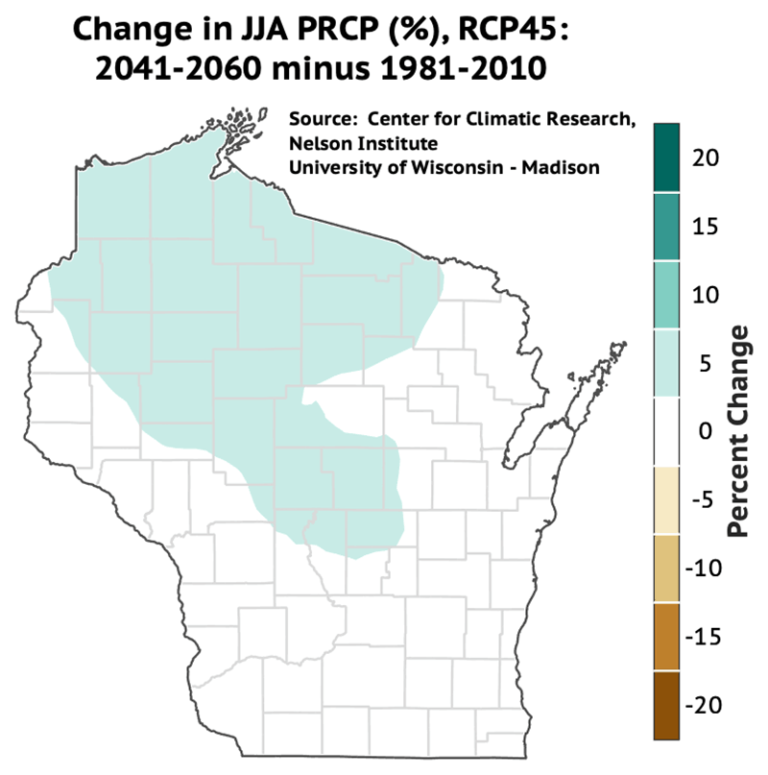 Change in JJA PRCP (%), RCP45:
2041-2060 minus 1981-2010
Source:  Center for Climatic Research,
Nelson Institute
University of Wisconsin - Madison
20
15
10
5
0
-5
-10
-15
-20
Percent Change